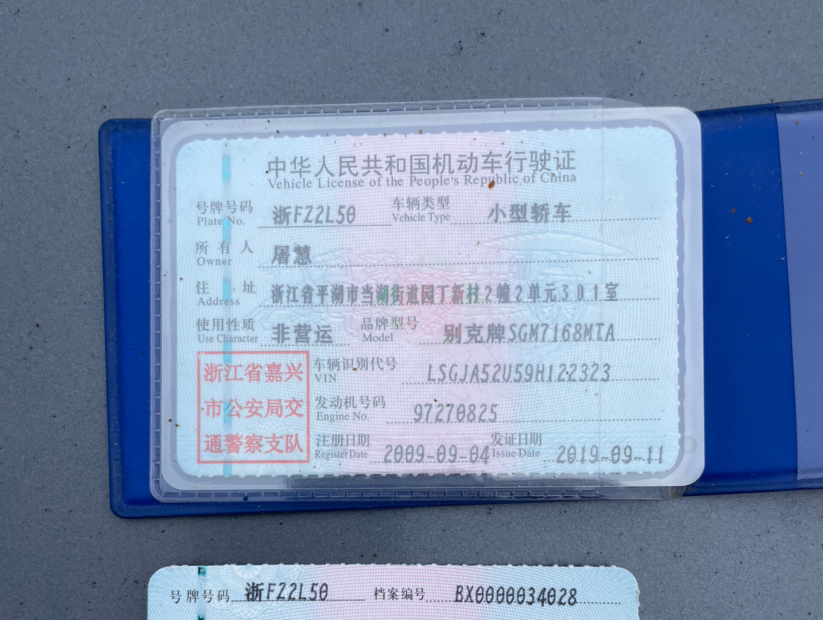 中华人民共和国机动车行驶证
Vehicle License of the People's Republic of China
号牌号码 浙FZ2L50 车辆类型 小型轿车
Plate No. Vehicle Type
所有人 屠慧
Owner
住址 浙江省平湖市当湖街道园丁新村2幢2单元301室
Address
使用性质 非营运 品牌型号 别克牌SGM7168MTA
Use Character Model
浙江省嘉兴
市公安局交
通警察支队
车辆识别代号 LSGJA52U59H122323
VIN
发动机号码 97270825
Engine No.
注册日期 2009-09-04 发证日期 2019-09-11
Register Date Issue Date
号牌号码 浙FZ2L50 档案编号 BX0000034028